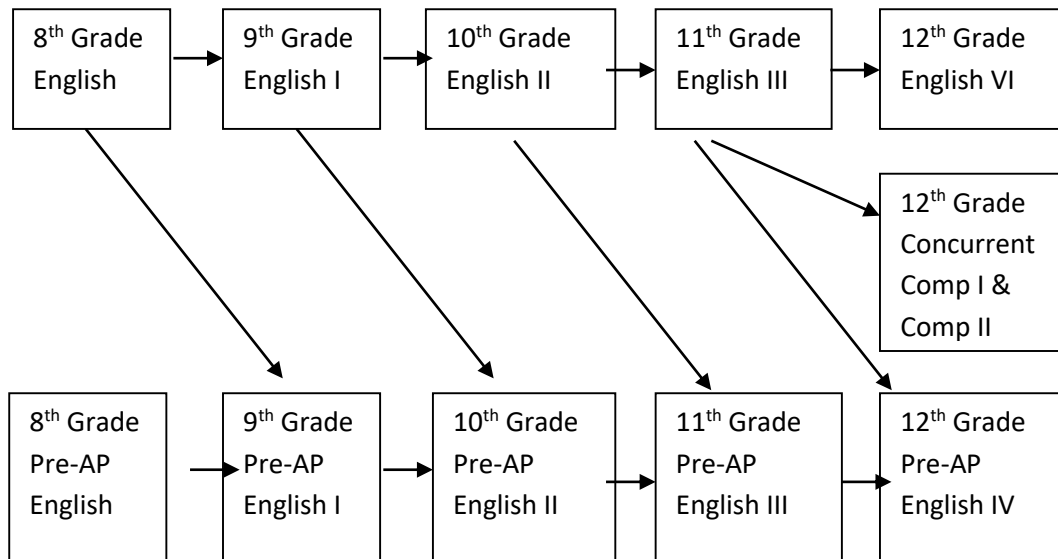 8th Grade
English
9th Grade
English I
10th Grade
English II
11th Grade
English III
12th Grade
English VI
12th Grade
Concurrent
Comp I &
Comp II
8th Grade
Pre-AP
English
9th Grade
Pre-AP
English I
10th Grade
Pre-AP
English II
11th Grade
Pre-AP
English III
12th Grade
Pre-AP
English IV